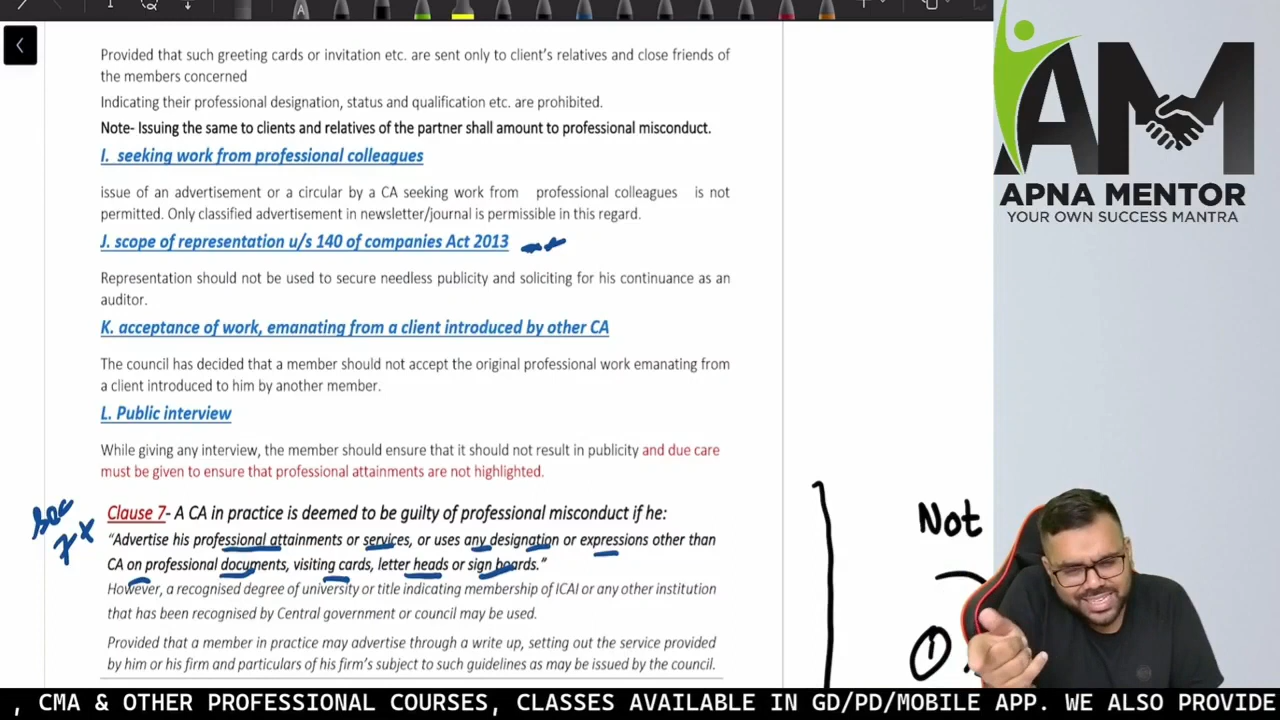 Provided that such greeting cards or invitation etc. are sent only to client's relatives and close friends of
the members concerned
Indicating their professional designation, status and qualification etc. are prohibited.
Note- Issuing the same to clients and relatives of the partner shall amount to professional misconduct.
I. seeking work from professional colleagues
issue of an advertisement or a circular by a CA seeking work from professional colleagues is not
permitted. Only classified advertisement in newsletter/journal is permissible in this regard.
J. scope of representation u/s 140 of companies Act 2013
Representation should not be used to secure needless publicity and soliciting for his continuance as an
auditor.
K. acceptance of work, emanating from a client introduced by other CA
The council has decided that a member should not accept the original professional work emanating from
a client introduced to him by another member.
L. Public interview
While giving any interview, the member should ensure that it should not result in publicity and due care
must be given to ensure that professional attainments are not highlighted.
Clause 7- A CA in practice is deemed to be guilty of professional misconduct if he:
"Advertise his professional attainments or services, or uses any designation or expressions other than
CA on professional documents, visiting cards, letter heads or sign boards."
However, a recognised degree of university or title indicating membership of ICAI or any other institution
that has been recognised by Central government or council may be used.
Provided that a member in practice may advertise through a write up, setting out the service provided
by him or his firm and particulars of his firm's subject to such guidelines as may be issued by the council.
Sec
7
Not
1
AM
APNA MENTOR
YOUR OWN SUCCESS MANTRA
, CMA & OTHER PROFESSIONAL COURSES, CLASSES AVAILABLE IN GD/PD/MOBILE APP. WE ALSO PROVIDE